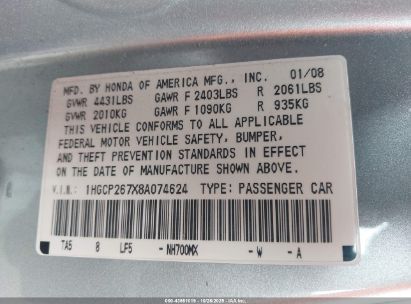 MFD. BY HONDA OF AMERICA MFG., INC. 01/08
GVWR 4431LBS GAWR F 2403LBS R 2061LBS
GVWR 2010KG GAWR F 1090KG R 935KG
THIS VEHICLE CONFORMS TO ALL APPLICABLE
FEDERAL MOTOR VEHICLE SAFETY, BUMPER,
AND THEFT PREVENTION STANDARDS IN EFFECT
ON THE DATE OF MANUFACTURE SHOWN ABOVE.
V.I.N.: 1HGCP267X8A074624 TYPE: PASSENGER CAR
TA5 8 LF5 -NH700MX -W -A